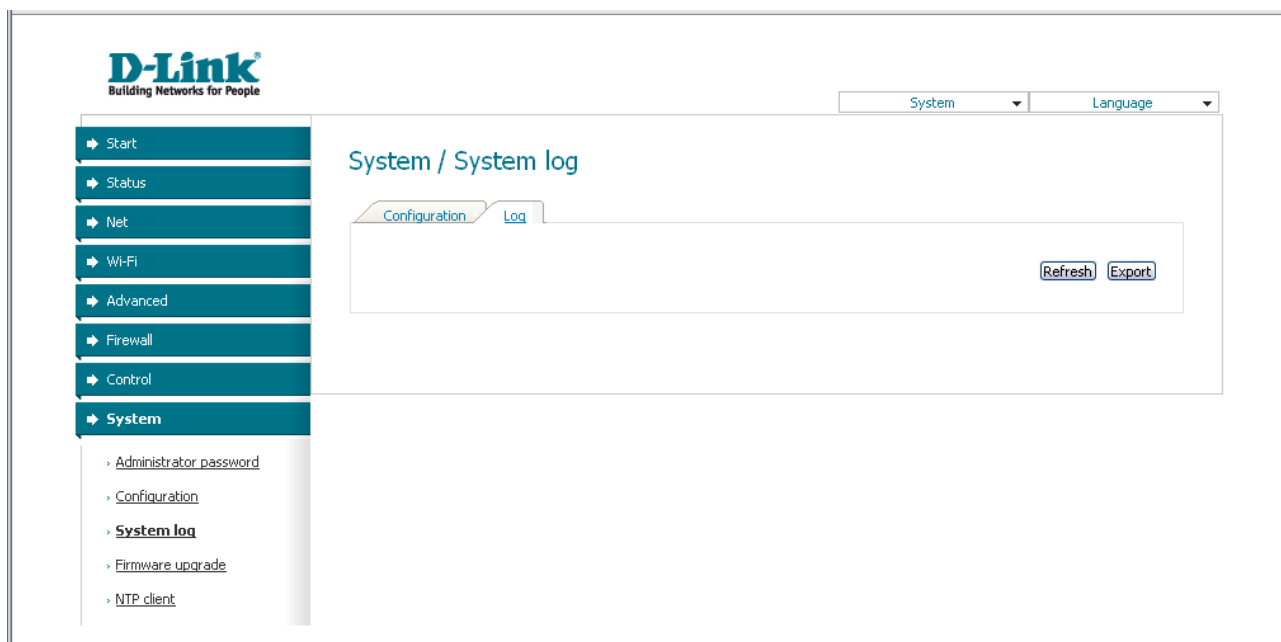 D-Link
Building Networks for People
System
Language
Start
Status
Net
Wi-Fi
Advanced
Firewall
Control
System
Administrator password
Configuration
System log
Firmware upgrade
NTP client
System / System log
Configuration
Log
Refresh
Export